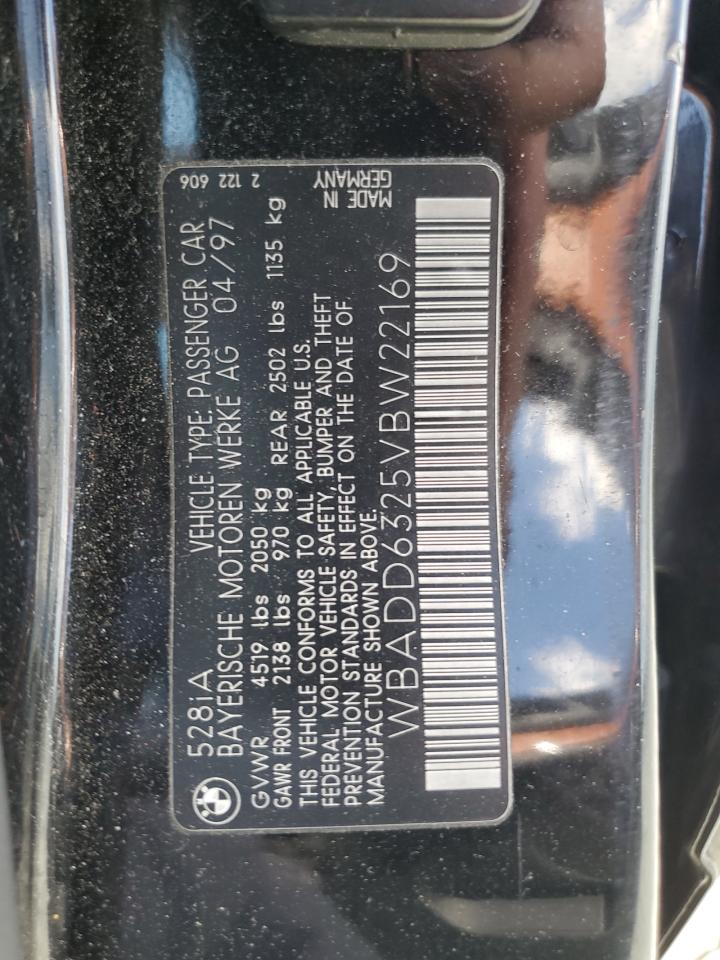 528iA VEHICLE TYPE: PASSENGER CAR
BAYERISCHE MOTOREN WERKE AG 04/97
2 122 606
GVWR 4519 lbs 2050 kg
GAWR FRONT 2138 lbs 970 kg REAR 2502 lbs 1135 kg
THIS VEHICLE CONFORMS TO ALL APPLICABLE U.S.
FEDERAL MOTOR VEHICLE SAFETY, BUMPER AND THEFT
PREVENTION STANDARDS IN EFFECT ON THE DATE OF
MANUFACTURE SHOWN ABOVE.
MADE IN
GERMANY
WBADD6325VBW22169